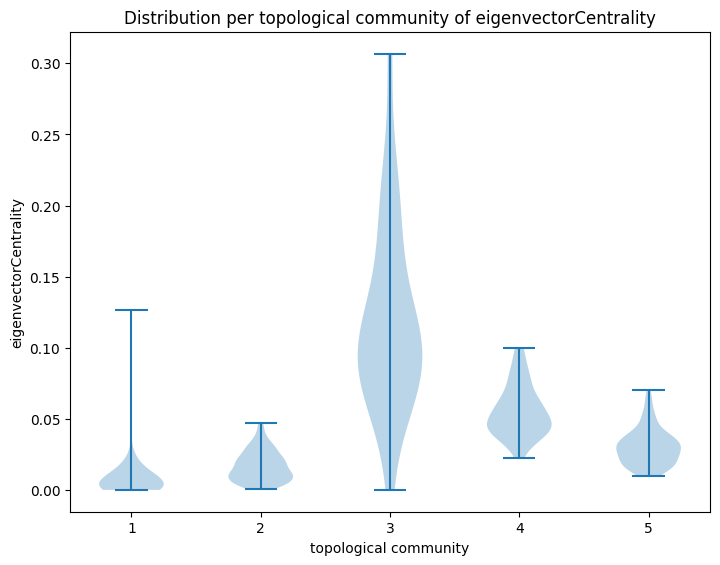 Distribution per topological community of eigenvectorCentrality
eigenvectorCentrality
0.30
0.25
0.20
0.15
0.10
0.05
0.00
1 2 3 4 5
topological community